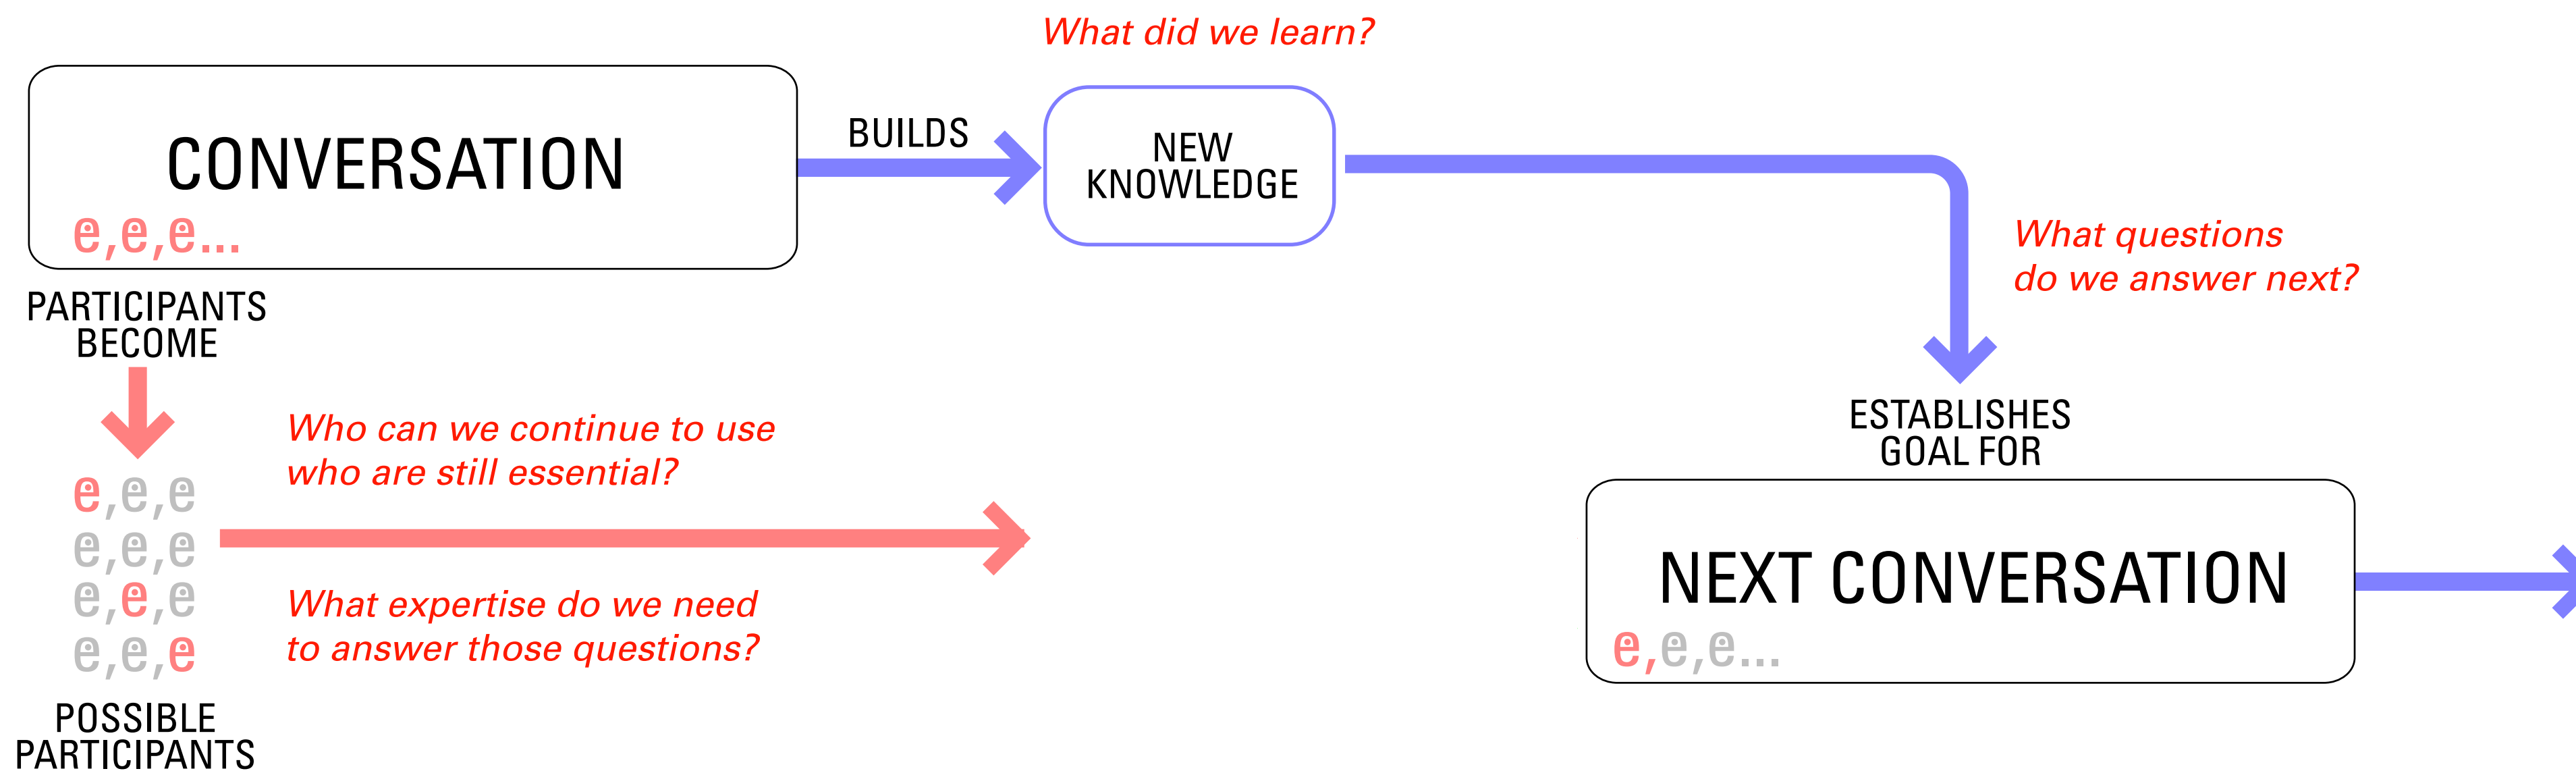 What did we learn?
CONVERSATION
e,e,e...
BUILDS
NEW
KNOWLEDGE
What questions
do we answer next?
PARTICIPANTS
BECOME
Who can we continue to use
who are still essential?
e,e,e
e,e,e
e,e,e
e,e,e
What expertise do we need
to answer those questions?
POSSIBLE
PARTICIPANTS
ESTABLISHES
GOAL FOR
NEXT CONVERSATION
e,e,e...